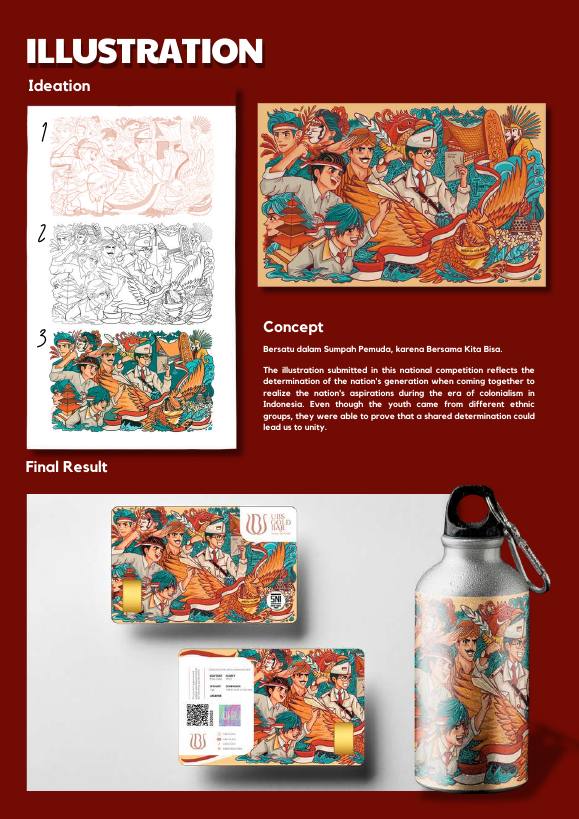 ILLUSTRATION
Ideation
1
2
3
Concept
Bersatu dalam Sumpah Pemuda, karena Bersama Kita Bisa.
The illustration submitted in this national competition reflects the
determination of the nation's generation when coming together to
realize the nation's aspirations during the era of colonialism in
Indonesia. Even though the youth came from different ethnic
groups, they were able to prove that a shared determination could
lead us to unity.
Final Result
UBS
GOLD
BAR
SNI